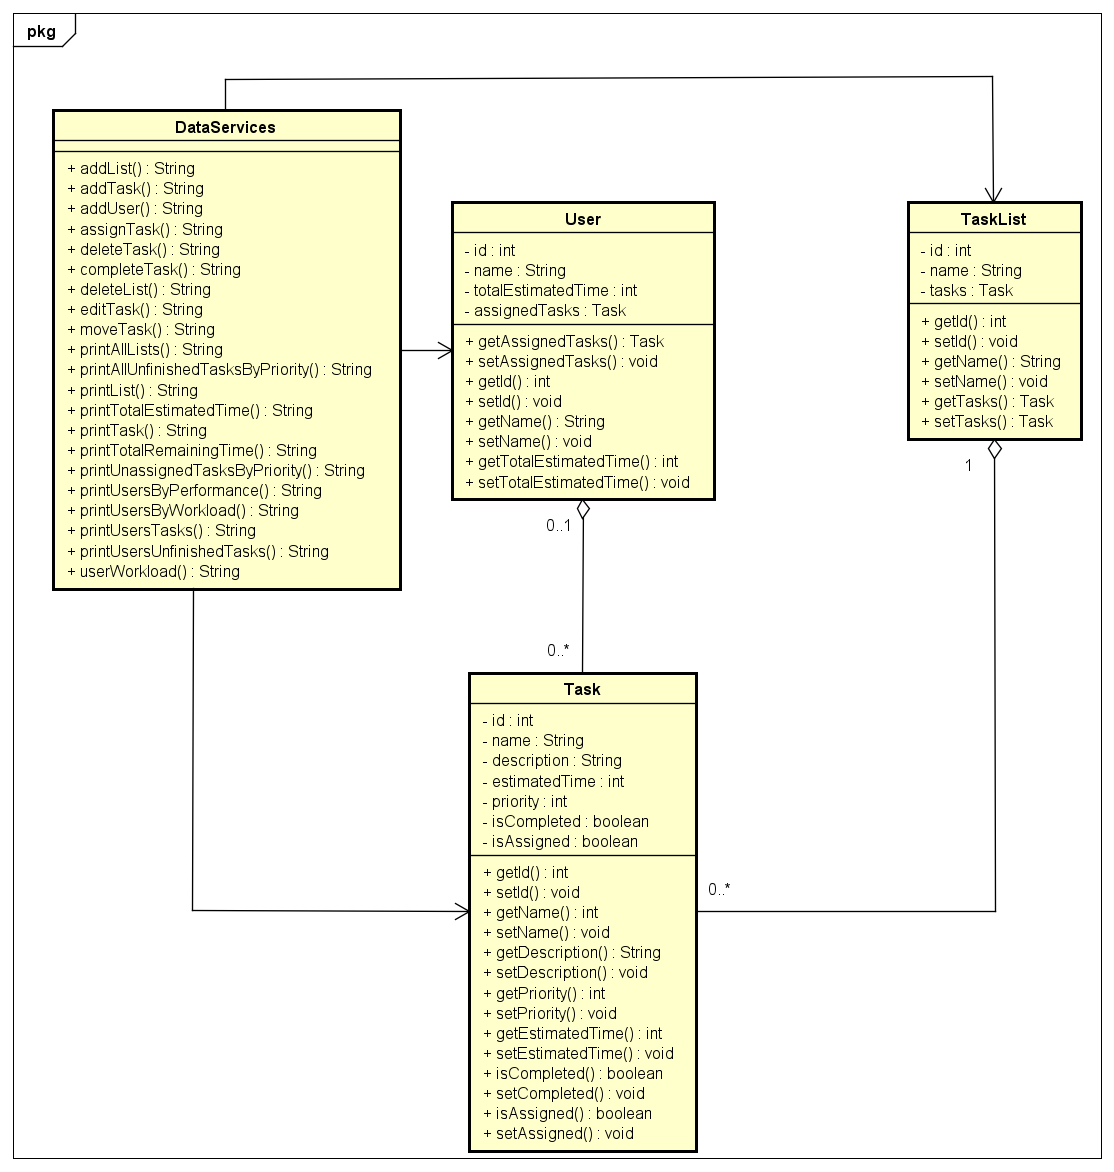 pkg
DataServices
+ addList() : String
+ addTask() : String
+ addUser() : String
+ assignTask() : String
+ deleteTask() : String
+ completeTask() : String
+ deleteList() : String
+ editTask() : String
+ moveTask() : String
+ printAllLists() : String
+ printAllUnfinishedTasksByPriority() : String
+ printList() : String
+ printTotalEstimatedTime() : String
+ printTask() : String
+ printTotalRemainingTime() : String
+ printUnassignedTasksByPriority() : String
+ printUsersByPerformance() : String
+ printUsersByWorkload() : String
+ printUsersTasks() : String
+ printUsersUnfinishedTasks() : String
+ userWorkload() : String
User
- id : int
- name : String
- totalEstimatedTime : int
- assignedTasks : Task
+ getAssignedTasks() : Task
+ setAssignedTasks() : void
+ getId() : int
+ setId() : void
+ getName() : String
+ setName() : void
+ getTotalEstimatedTime() : int
+ setTotalEstimatedTime() : void
TaskList
- id : int
- name : String
- tasks : Task
+ getId() : int
+ setId() : void
+ getName() : String
+ setName() : void
+ getTasks() : Task
+ setTasks() : Task
1
0..1
0..*
Task
- id : int
- name : String
- description : String
- estimatedTime : int
- priority : int
- isCompleted : boolean
- isAssigned : boolean
+ getId() : int
+ setId() : void
+ getName() : int
+ setName() : void
+ getDescription() : String
+ setDescription() : void
+ getPriority() : int
+ setPriority() : void
+ getEstimatedTime() : int
+ setEstimatedTime() : void
+ isCompleted() : boolean
+ setCompleted() : void
+ isAssigned() : boolean
+ setAssigned() : void
0..*